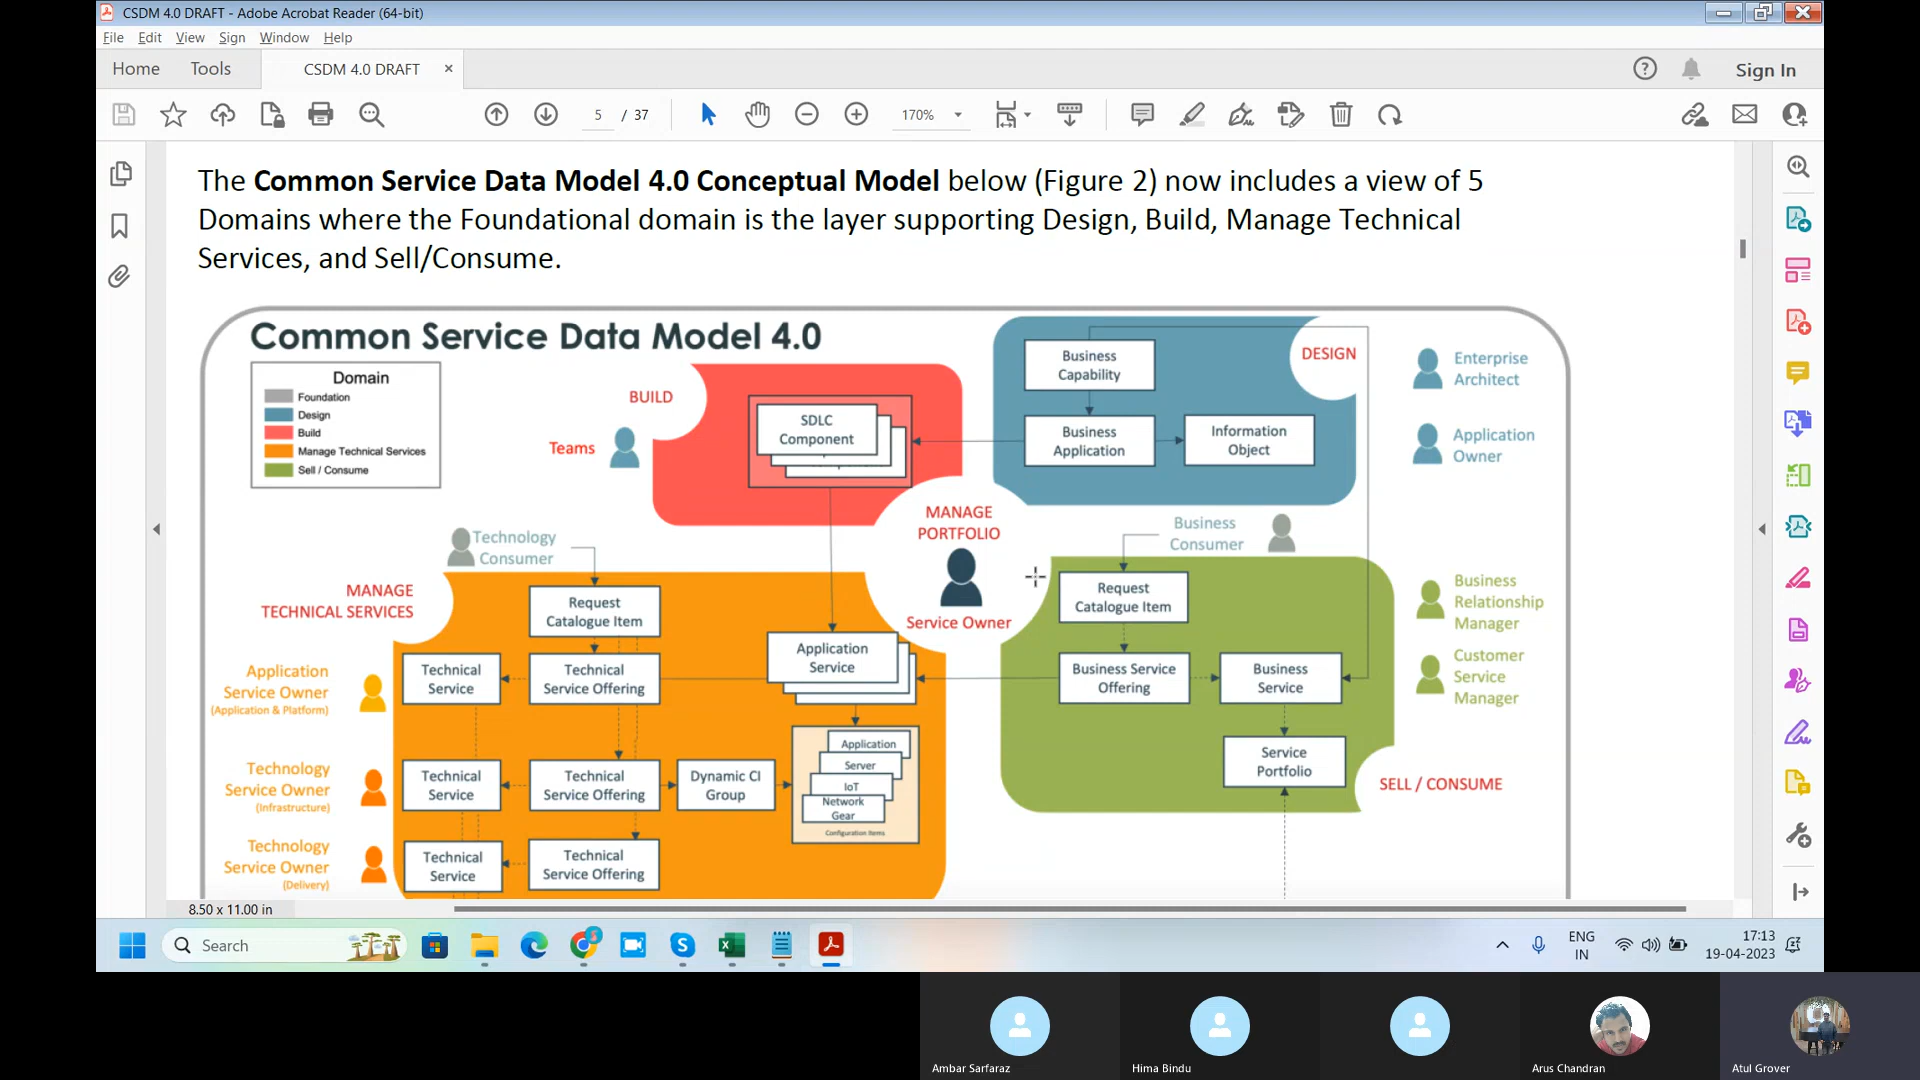 CSDM 4.0 DRAFT - Adobe Acrobat Reader (64-bit)
File Edit View Sign Window Help
Home Tools CSDM 4.0 DRAFT × Sign In
5 / 37 170%
The Common Service Data Model 4.0 Conceptual Model below (Figure 2) now includes a view of 5
Domains where the Foundational domain is the layer supporting Design, Build, Manage Technical
Services, and Sell/Consume.
Common Service Data Model 4.0
Domain
Foundation
Design
Build
Manage Technical Services
Sell / Consume
BUILD
Teams
SDLC
Component
DESIGN
Business
Capability
Business
Application
Information
Object
Enterprise
Architect
Application
Owner
MANAGE
PORTFOLIO
Service Owner
Technology
Consumer
Business
Consumer
MANAGE
TECHNICAL SERVICES
Request
Catalogue Item
Application
Service Owner
(Application & Platform)
Technical
Service
Technical
Service Offering
Application
Service
Technology
Service Owner
(Infrastructure)
Technical
Service
Technical
Service Offering
Dynamic CI
Group
Application
Server
IoT
Network
Gear
Configuration Items
Technology
Service Owner
(Delivery)
Technical
Service
Technical
Service Offering
Request
Catalogue Item
Business Service
Offering
Business
Service
Service
Portfolio
Business
Relationship
Manager
Customer
Service
Manager
SELL / CONSUME
8.50 x 11.00 in
Search
ENG
IN
17:13
19-04-2023
Ambar Sarfaraz
Hima Bindu
Arus Chandran
Atul Grover